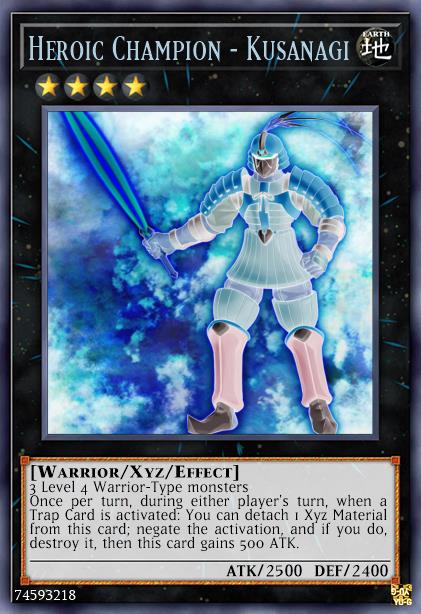 Heroic Champion - Kusanagi
EARTH
地
[Warrior/Xyz/Effect]
3 Level 4 Warrior-Type monsters
Once per turn, during either player's turn, when a
Trap Card is activated: You can detach 1 Xyz Material
from this card; negate the activation, and if you do,
destroy it, then this card gains 500 ATK.
ATK/2500 DEF/2400
74593218